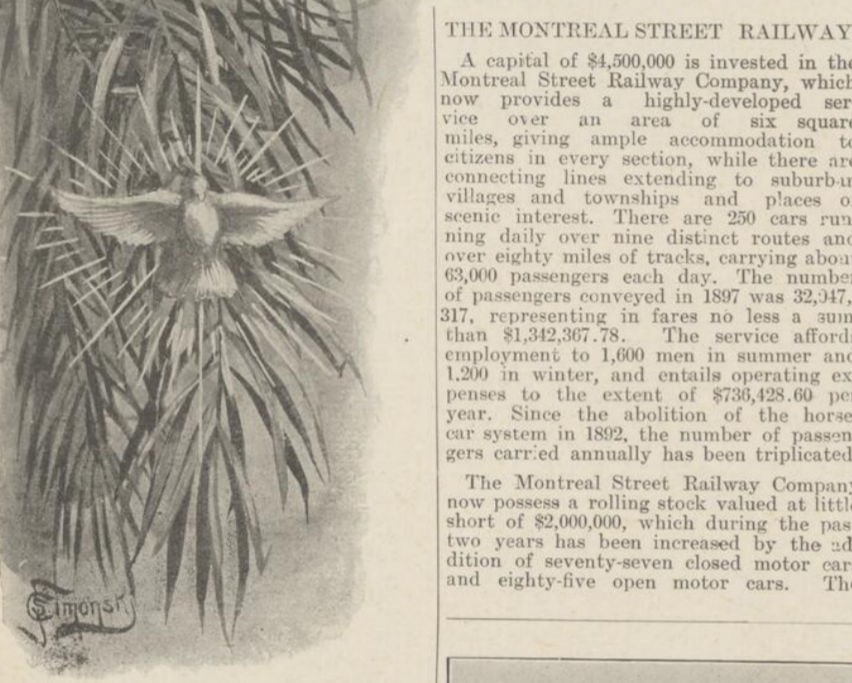 THE MONTREAL STREET RAILWAY
A capital of $4,500,000 is invested in the
Montreal Street Railway Company, which
now provides a highly-developed ser
vice over an area of six square
miles, giving ample accommodation to
citizens in every section, while there are
connecting lines extending to suburban
villages and townships and places o
scenic interest. There are 250 cars run
ning daily over nine distinct routes and
over eighty miles of tracks, carrying about
63,000 passengers each day. The number
of passengers conveyed in 1897 was 32,047,
317, representing in fares no less a sum
than $1,342,367.78. The service affords
employment to 1,600 men in summer and
1.200 in winter, and entails operating ex
penses to the extent of $736,428.60 per
year. Since the abolition of the horse
car system in 1892, the number of passen
gers carried annually has been triplicated
The Montreal Street Railway Company
now possess a rolling stock valued at little
short of $2,000,000, which during the pas
two years has been increased by the ad
dition of seventy-seven closed motor cars
and eighty-five open motor cars. The